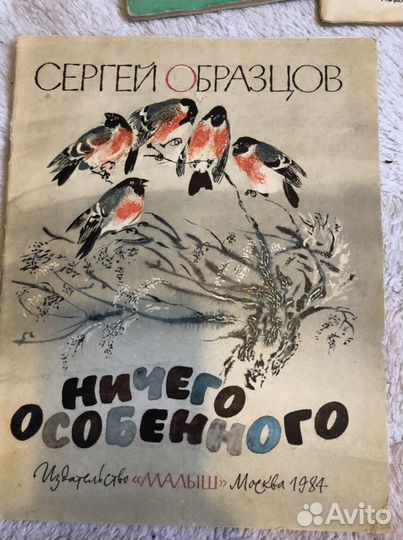 СЕРГЕЙ ОБРАЗЦОВ
НИЧЕГО
ОСОБЕННОГО
Издательство «МАЛЫШ» Москва 1984
Avito